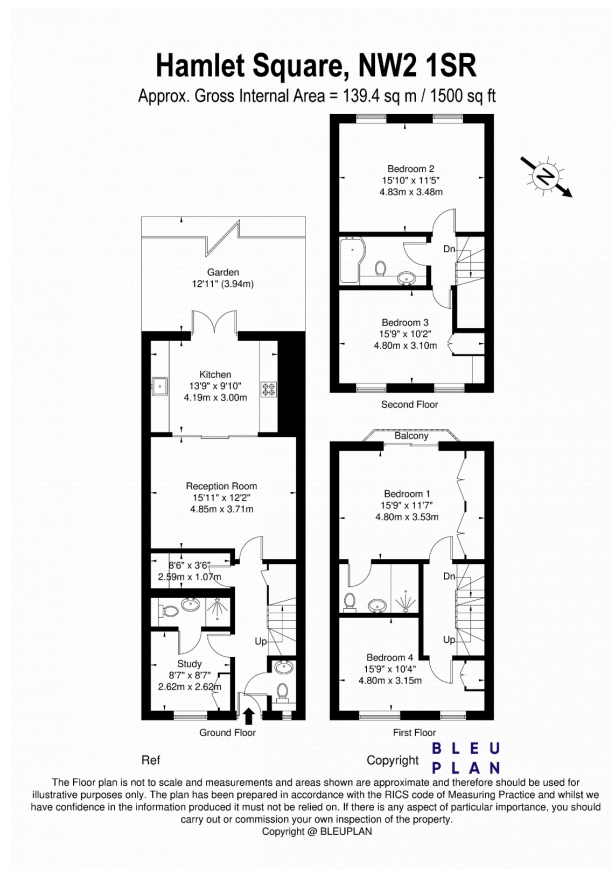 Hamlet Square, NW2 1SR
Approx. Gross Internal Area = 139.4 sq m / 1500 sq ft
Bedroom 2
15'10" x 11'5"
4.83m x 3.48m
N
Dn
Bedroom 3
15'9" x 10'2"
4.80m x 3.10m
Second Floor
Garden
12'11" (3.94m)
Kitchen
13'9" x 9'10"
4.19m x 3.00m
Reception Room
15'11" x 12'2"
4.85m x 3.71m
8'6" x 3'6"
2.59m x 1.07m
Up
Study
8'7" x 8'7"
2.62m x 2.62m
Ground Floor
Balcony
Bedroom 1
15'9" x 11'7"
4.80m x 3.53m
Dn
Up
Bedroom 4
15'9" x 10'4"
4.80m x 3.15m
First Floor
Ref
Copyright
BLEU
PLAN
The Floor plan is not to scale and measurements and areas shown are approximate and therefore should be used for
illustrative purposes only. The plan has been prepared in accordance with the RICS code of Measuring Practice and whilst we
have confidence in the information produced it must not be relied on. If there is any aspect of particular importance, you should
carry out or commission your own inspection of the property.
Copyright @ BLEUPLAN